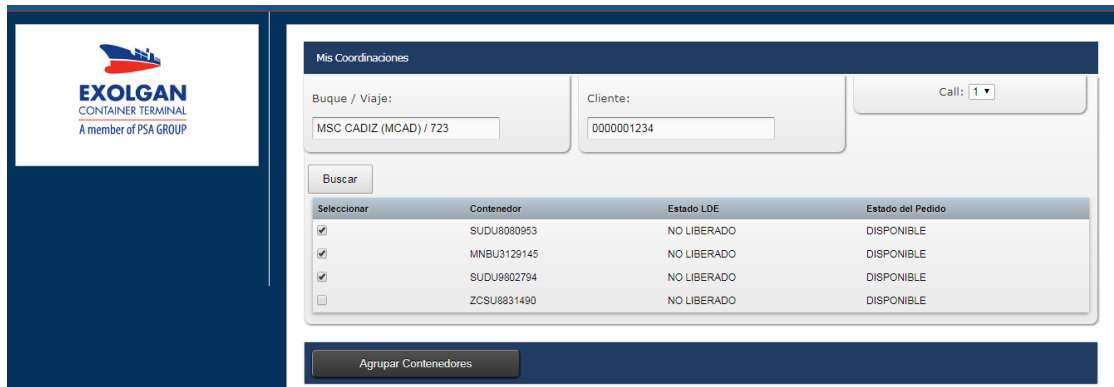 EXOLGAN
CONTAINER TERMINAL
A member of PSA GROUP
Mis Coordinaciones
Buque / Viaje:
MSC CADIZ (MCAD) / 723
Cliente:
0000001234
Call: 1
Buscar
Seleccionar Contenedor Estado LDE Estado del Pedido
SUDU8080953 NO LIBERADO DISPONIBLE
MNBU3129145 NO LIBERADO DISPONIBLE
SUDU9802794 NO LIBERADO DISPONIBLE
ZCSU8831490 NO LIBERADO DISPONIBLE
Agrupar Contenedores